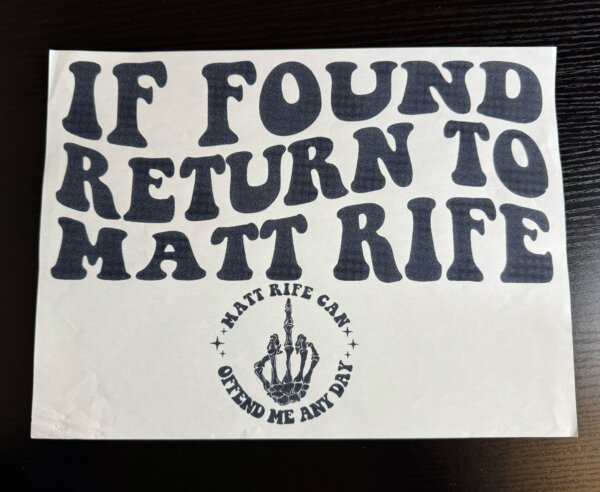 IF FOUND
RETURN TO
MATT RIFE
MATT RIFE CAN
OFFEND ME ANY DAY